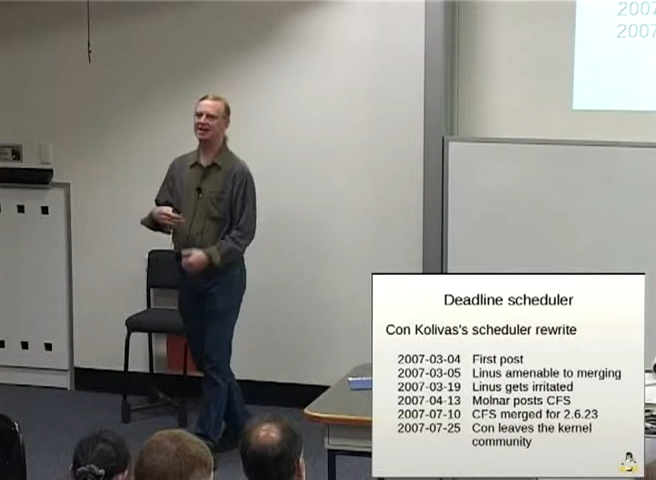 2007
2007
Deadline scheduler
Con Kolivas's scheduler rewrite
2007-03-04 First post
2007-03-05 Linus amenable to merging
2007-03-19 Linus gets irritated
2007-04-13 Molnar posts CFS
2007-07-10 CFS merged for 2.6.23
2007-07-25 Con leaves the kernel
community